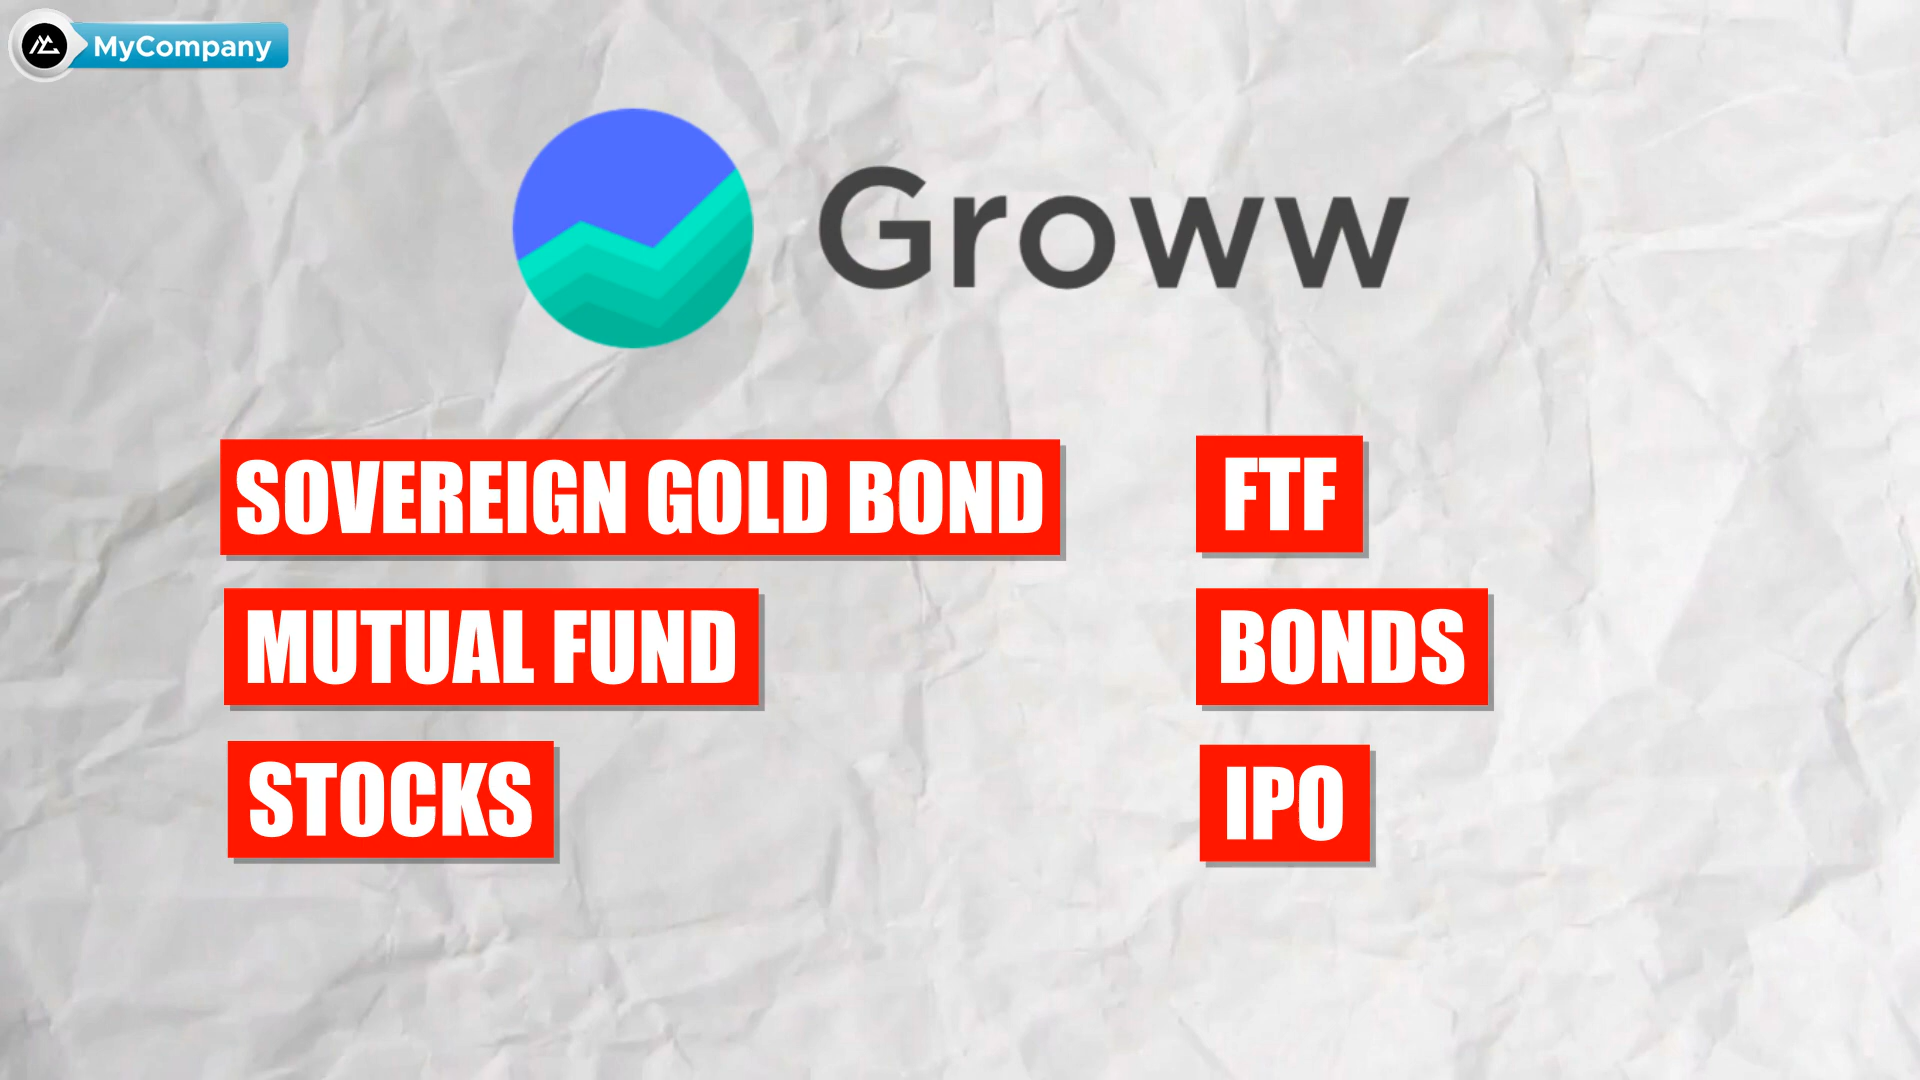 MyCompany
Groww
SOVEREIGN GOLD BOND
FTF
MUTUAL FUND
BONDS
STOCKS
IPO